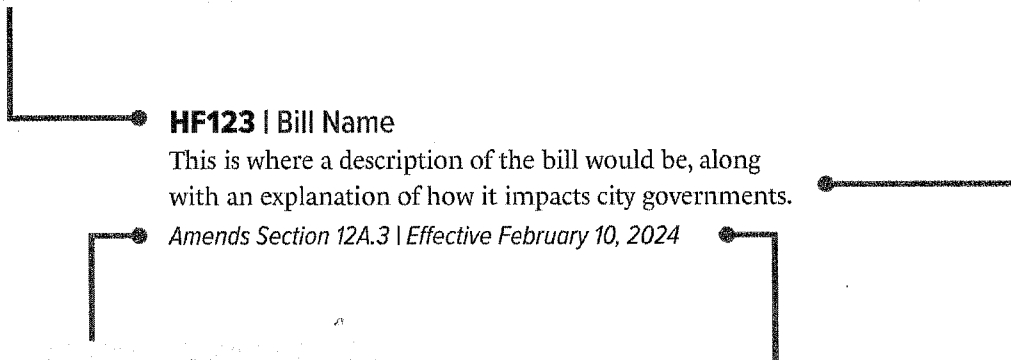 HF123 | Bill Name
This is where a description of the bill would be, along
with an explanation of how it impacts city governments.
Amends Section 12A.3 | Effective February 10, 2024